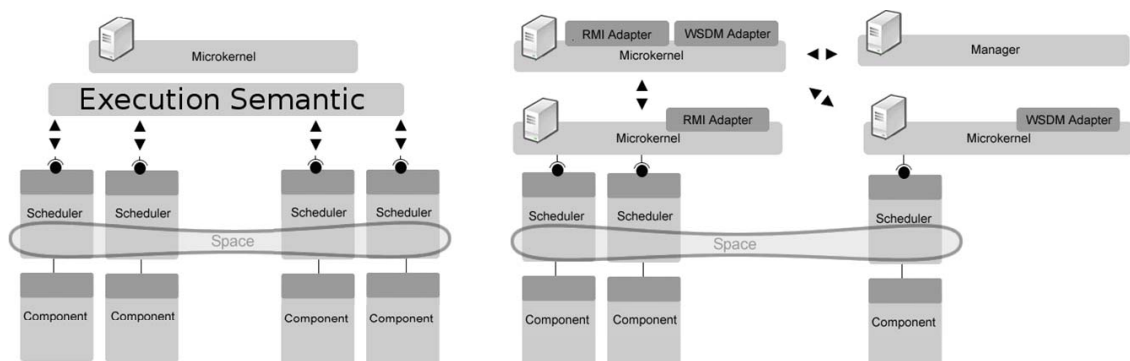 Microkernel
Execution Semantic
Scheduler Scheduler Scheduler Scheduler
Space
Component Component Component Component
RMI Adapter WSDM Adapter
Microkernel
Manager
RMI Adapter
Microkernel
WSDM Adapter
Microkernel
Scheduler Scheduler Scheduler
Space
Component Component Component